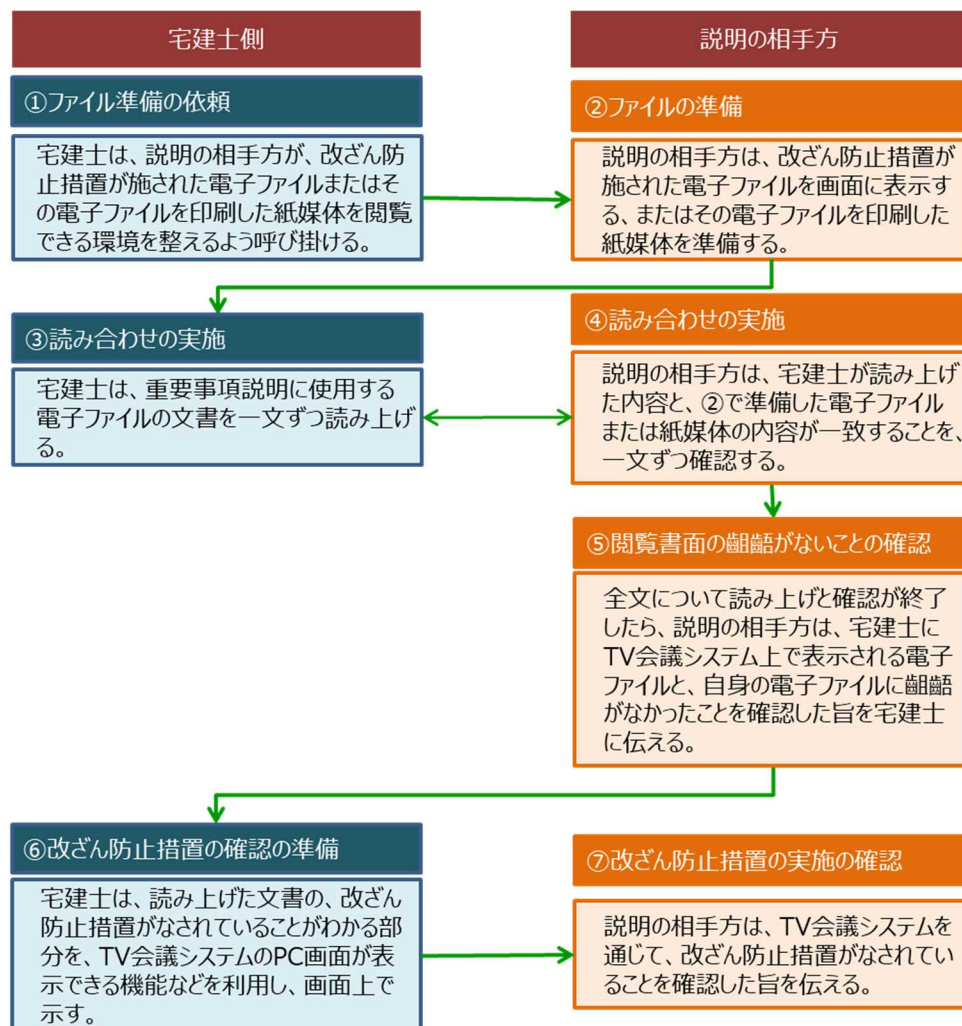 宅建士側
説明の相手方
①ファイル準備の依頼
宅建士は、説明の相手方が、改ざん防
止措置が施された電子ファイルまたはそ
の電子ファイルを印刷した紙媒体を閲覧
できる環境を整えるよう呼び掛ける。
②ファイルの準備
説明の相手方は、改ざん防止措置が
施された電子ファイルを画面に表示す
る、またはその電子ファイルを印刷した
紙媒体を準備する。
③読み合わせの実施
宅建士は、重要事項説明に使用する
電子ファイルの文書を一文ずつ読み上げ
る。
④読み合わせの実施
説明の相手方は、宅建士が読み上げ
た内容と、②で準備した電子ファイル
または紙媒体の内容が一致することを、
一文ずつ確認する。
⑤閲覧書面の齟齬がないことの確認
全文について読み上げと確認が終了
したら、説明の相手方は、宅建士に
TV会議システム上で表示される電子
ファイルと、自身の電子ファイルに齟齬
がなかったことを確認した旨を宅建士
に伝える。
⑥改ざん防止措置の確認の準備
宅建士は、読み上げた文書の、改ざん
防止措置がなされていることがわかる部
分を、TV会議システムのPC画面が表
示できる機能などを利用し、画面上で
示す。
⑦改ざん防止措置の実施の確認
説明の相手方は、TV会議システムを
通じて、改ざん防止措置がなされてい
ることを確認した旨を伝える。